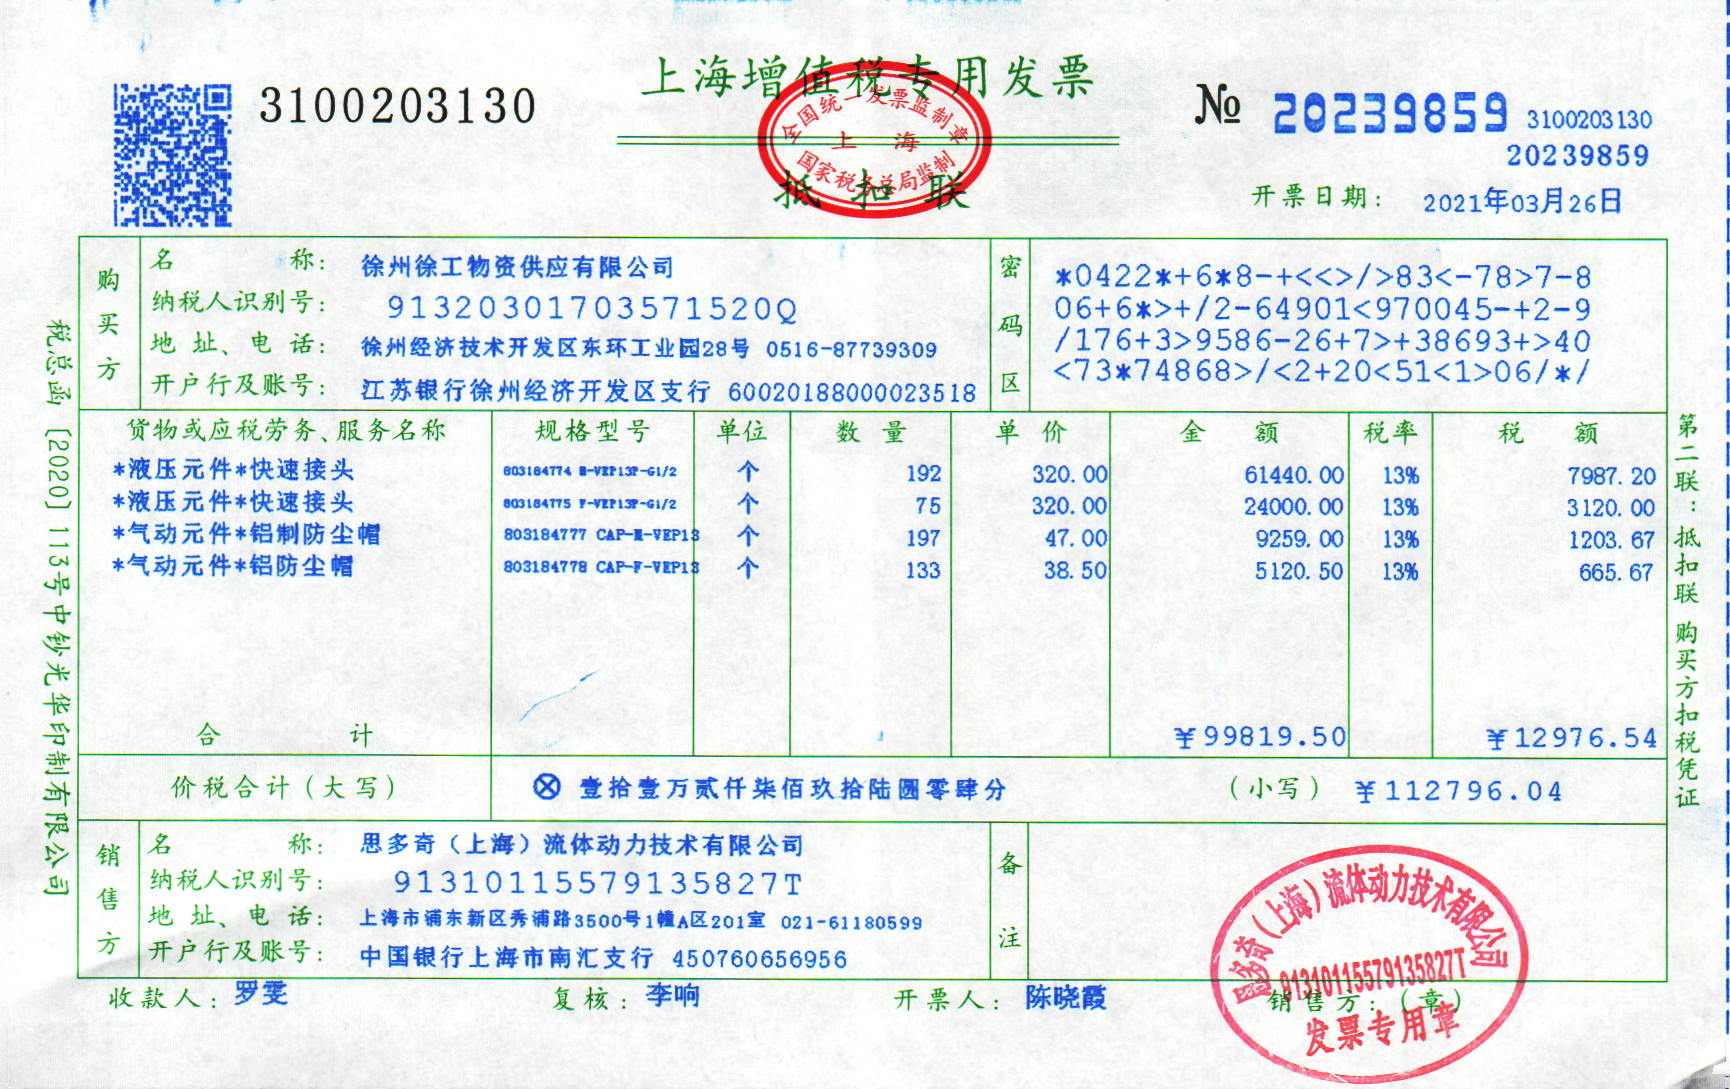 上海增值税专用发票
3100203130
№ 20239859 3100203130
20239859
全国统一发票监制章
上海
国家税务总局监制
抵扣联
开票日期： 2021年03月26日
购买方
名称： 徐州徐工物资供应有限公司
纳税人识别号： 91320301703571520Q
地址、电话： 徐州经济技术开发区东环工业园28号 0516-87739309
开户行及账号： 江苏银行徐州经济开发区支行 60020188000023518
密码区
*0422*+6*8-+<<>/>83<-78>7-8
06+6*>+/2-64901<970045-+2-9
/176+3>9586-26+7>+38693+>40
<73*74868>/<2+20<51<1>06/*/
货物或应税劳务、服务名称 规格型号 单位 数量 单价 金额 税率 税额
*液压元件*快速接头 803184774 M-VEP13P-G1/2 个 192 320.00 61440.00 13% 7987.20
*液压元件*快速接头 803184775 F-VEP13P-G1/2 个 75 320.00 24000.00 13% 3120.00
*气动元件*铝制防尘帽 803184777 CAP-M-VEP13 个 197 47.00 9259.00 13% 1203.67
*气动元件*铝防尘帽 803184778 CAP-F-VEP13 个 133 38.50 5120.50 13% 665.67
合计 ¥99819.50 ¥12976.54
价税合计（大写） ⊗ 壹拾壹万贰仟柒佰玖拾陆圆零肆分 （小写） ¥112796.04
销售方
名称： 思多奇（上海）流体动力技术有限公司
纳税人识别号： 91310115579135827T
地址、电话： 上海市浦东新区秀浦路3500号1幢A区201室 021-61180599
开户行及账号： 中国银行上海市南汇支行 450760656956
备注
收款人： 罗雯 复核： 李响 开票人： 陈晓霞 销售方：（章）
思多奇（上海）流体动力技术有限公司
91310115579135827T
发票专用章
税总函［2020］113号中钞光华印制有限公司
第二联：抵扣联 购买方扣税凭证